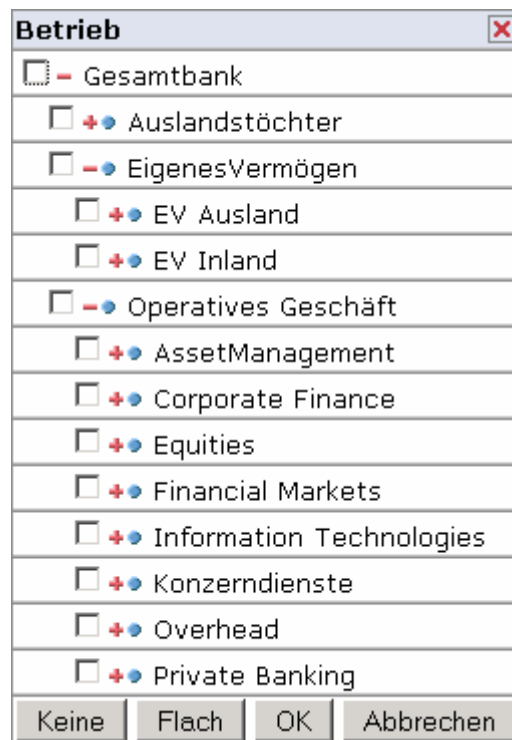 Betrieb
Gesamtbank
Auslandstöchter
EigenesVermögen
EV Ausland
EV Inland
Operatives Geschäft
AssetManagement
Corporate Finance
Equities
Financial Markets
Information Technologies
Konzerndienste
Overhead
Private Banking
Keine Flach OK Abbrechen